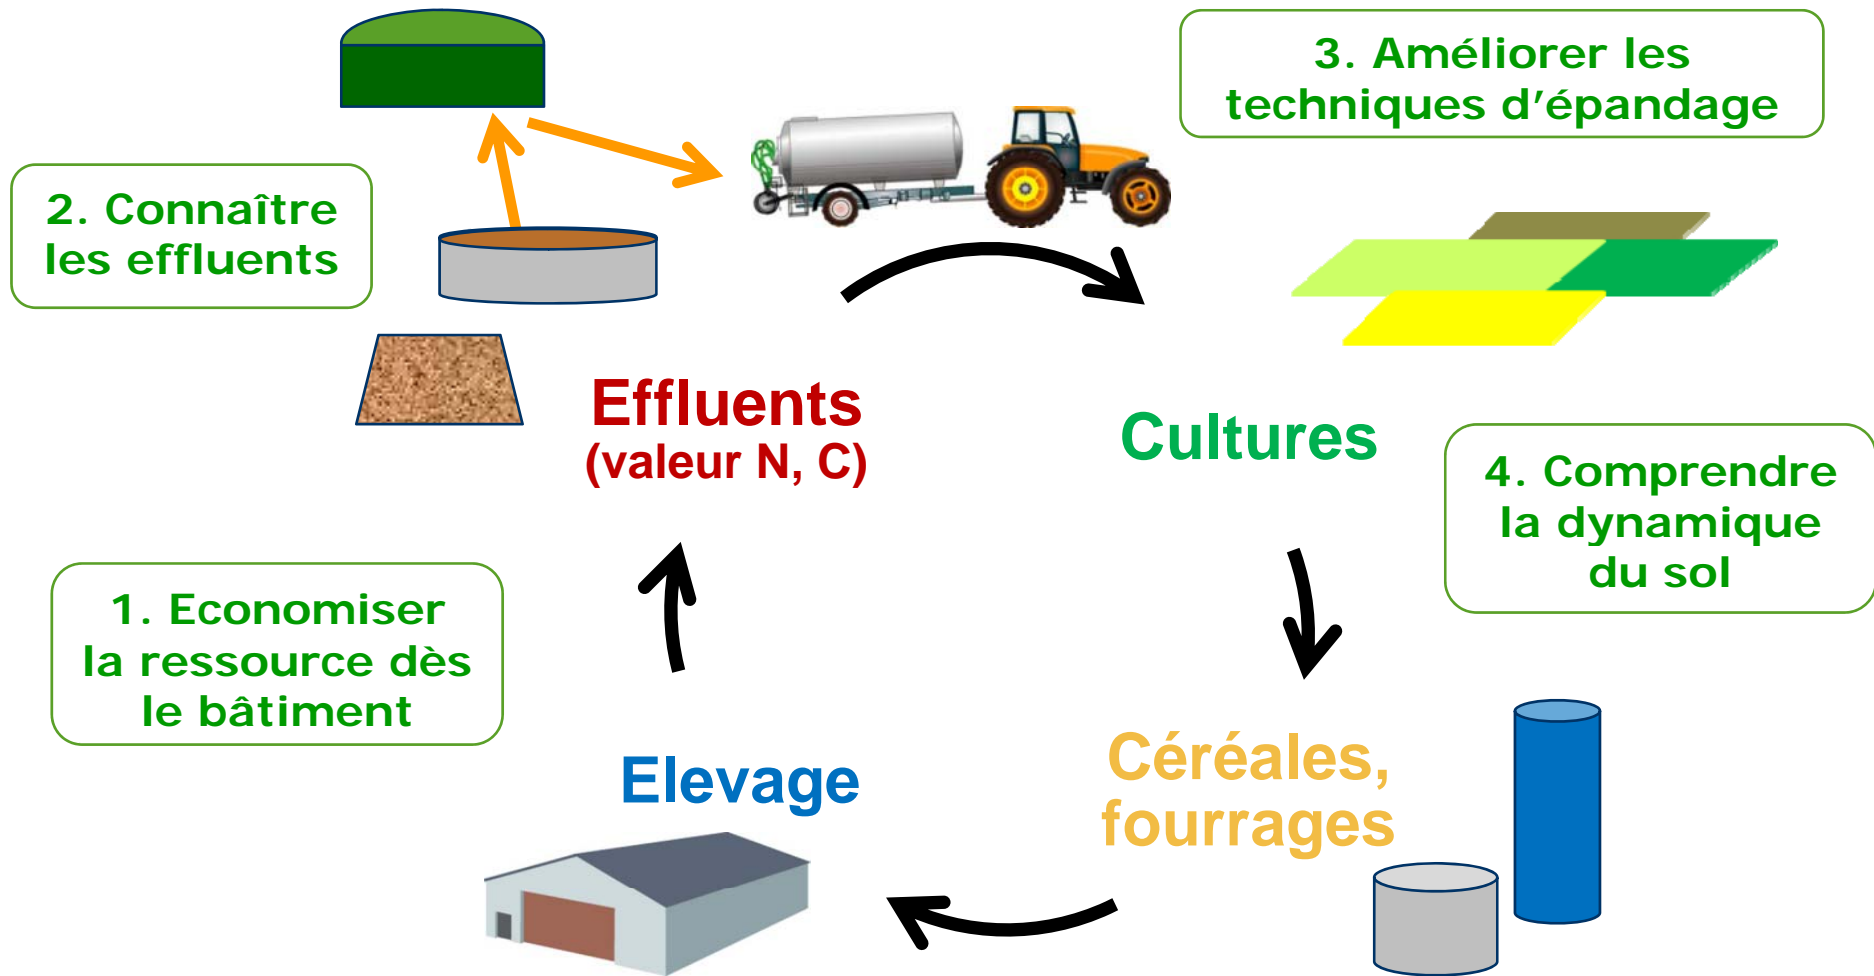 3. Améliorer les
techniques d'épandage
2. Connaître
les effluents
Effluents
(valeur N, C)
Cultures
4. Comprendre
la dynamique
du sol
1. Economiser
la ressource dès
le bâtiment
Elevage
Céréales,
fourrages